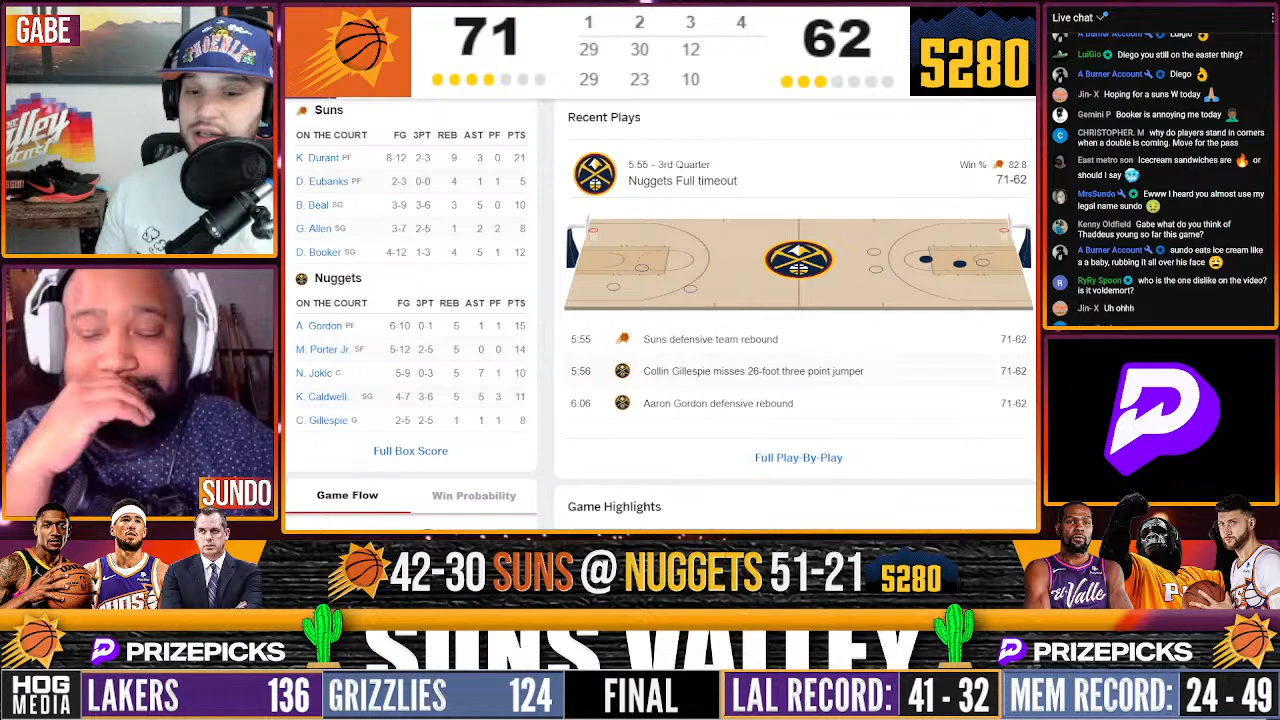 GABE
PHOENIX
THE
Valley
SUNDO
71
1 2 3 4
29 30 12
29 23 10
62
5280
Suns
ON THE COURT FG 3PT REB AST PF PTS
K. Durant PF 8-12 2-3 9 3 0 21
D. Eubanks PF 2-3 0-0 4 1 1 5
B. Beal SG 3-9 3-6 3 5 0 10
G. Allen SG 3-7 2-5 1 2 2 8
D. Booker SG 4-12 1-3 4 5 1 12
Nuggets
ON THE COURT FG 3PT REB AST PF PTS
A. Gordon PF 6-10 0-1 5 1 1 15
M. Porter Jr. SF 5-12 2-5 5 0 0 14
N. Jokic C 5-9 0-3 5 7 1 10
K. Caldwell... SG 4-7 3-6 5 5 3 11
C. Gillespie G 2-5 2-5 1 1 1 8
Full Box Score
Game Flow
Win Probability
Recent Plays
5:55 - 3rd Quarter
Nuggets Full timeout
Win % 82.8
71-62
5:55 Suns defensive team rebound 71-62
5:56 Collin Gillespie misses 26-foot three point jumper 71-62
6:06 Aaron Gordon defensive rebound 71-62
Full Play-By-Play
Game Highlights
Live chat
A Burner Account Luigio 👌
LuiGio Diego you still on the easter thing?
A Burner Account Diego 👌
Jin- X Hoping for a suns W today 🙏🏼
Gemini P Booker is annoying me today
CHRISTOPHER. M why do players stand in corners
when a double is coming. Move for the pass
East metro son Icecream sandwiches are 🔥 or
should I say 🥶
MrsSundo Ewww I heard you almost use my
legal name sundo 🤢
Kenny Oldfield Gabe what do you think of
Thaddeus young so far this game?
A Burner Account sundo eats ice cream like
a baby, rubbing it all over his face 😩
RyRy Spoon who is the one dislike on the video?
is it voldemort?
Jin- X Uh ohhh
42-30 SUNS @ NUGGETS 51-21 5280
PRIZEPICKS
SUNS VALLEY
PRIZEPICKS
HOG
MEDIA
LAKERS 136 GRIZZLIES 124 FINAL LAL RECORD: 41 - 32 MEM RECORD: 24 - 49